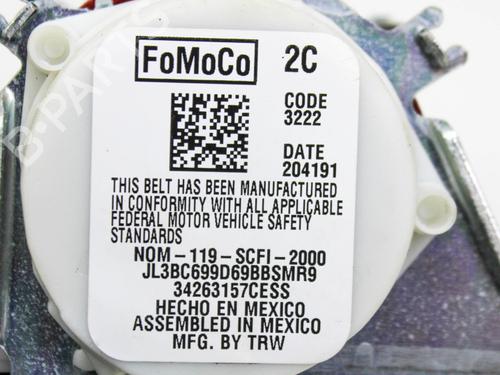 FoMoCo 2C
CODE
3222
DATE
204191
THIS BELT HAS BEEN MANUFACTURED
IN CONFORMITY WITH ALL APPLICABLE
FEDERAL MOTOR VEHICLE SAFETY
STANDARDS
NOM-119-SCFI-2000
JL3BC699D69BBSMR9
34263157CESS
HECHO EN MEXICO
ASSEMBLED IN MEXICO
MFG. BY TRW
B-PARTS